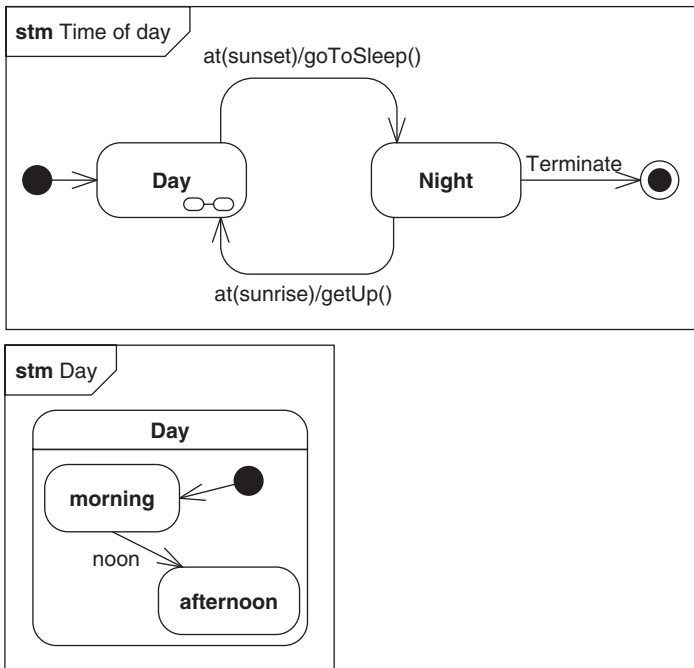 stm Time of day
at(sunset)/goToSleep()
Day
Night
Terminate
at(sunrise)/getUp()
stm Day
Day
morning
noon
afternoon